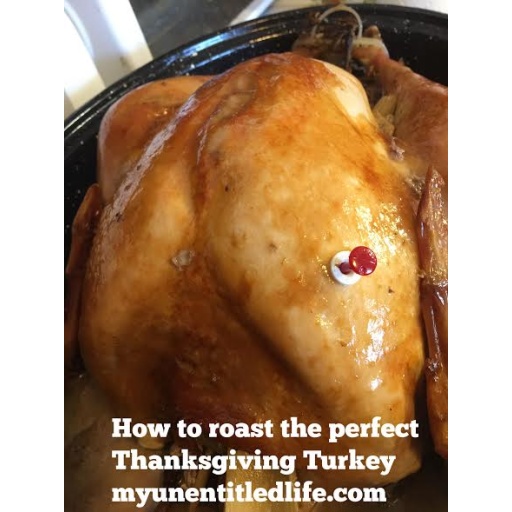 How to roast the perfect
Thanksgiving Turkey
myunentitledlife.com